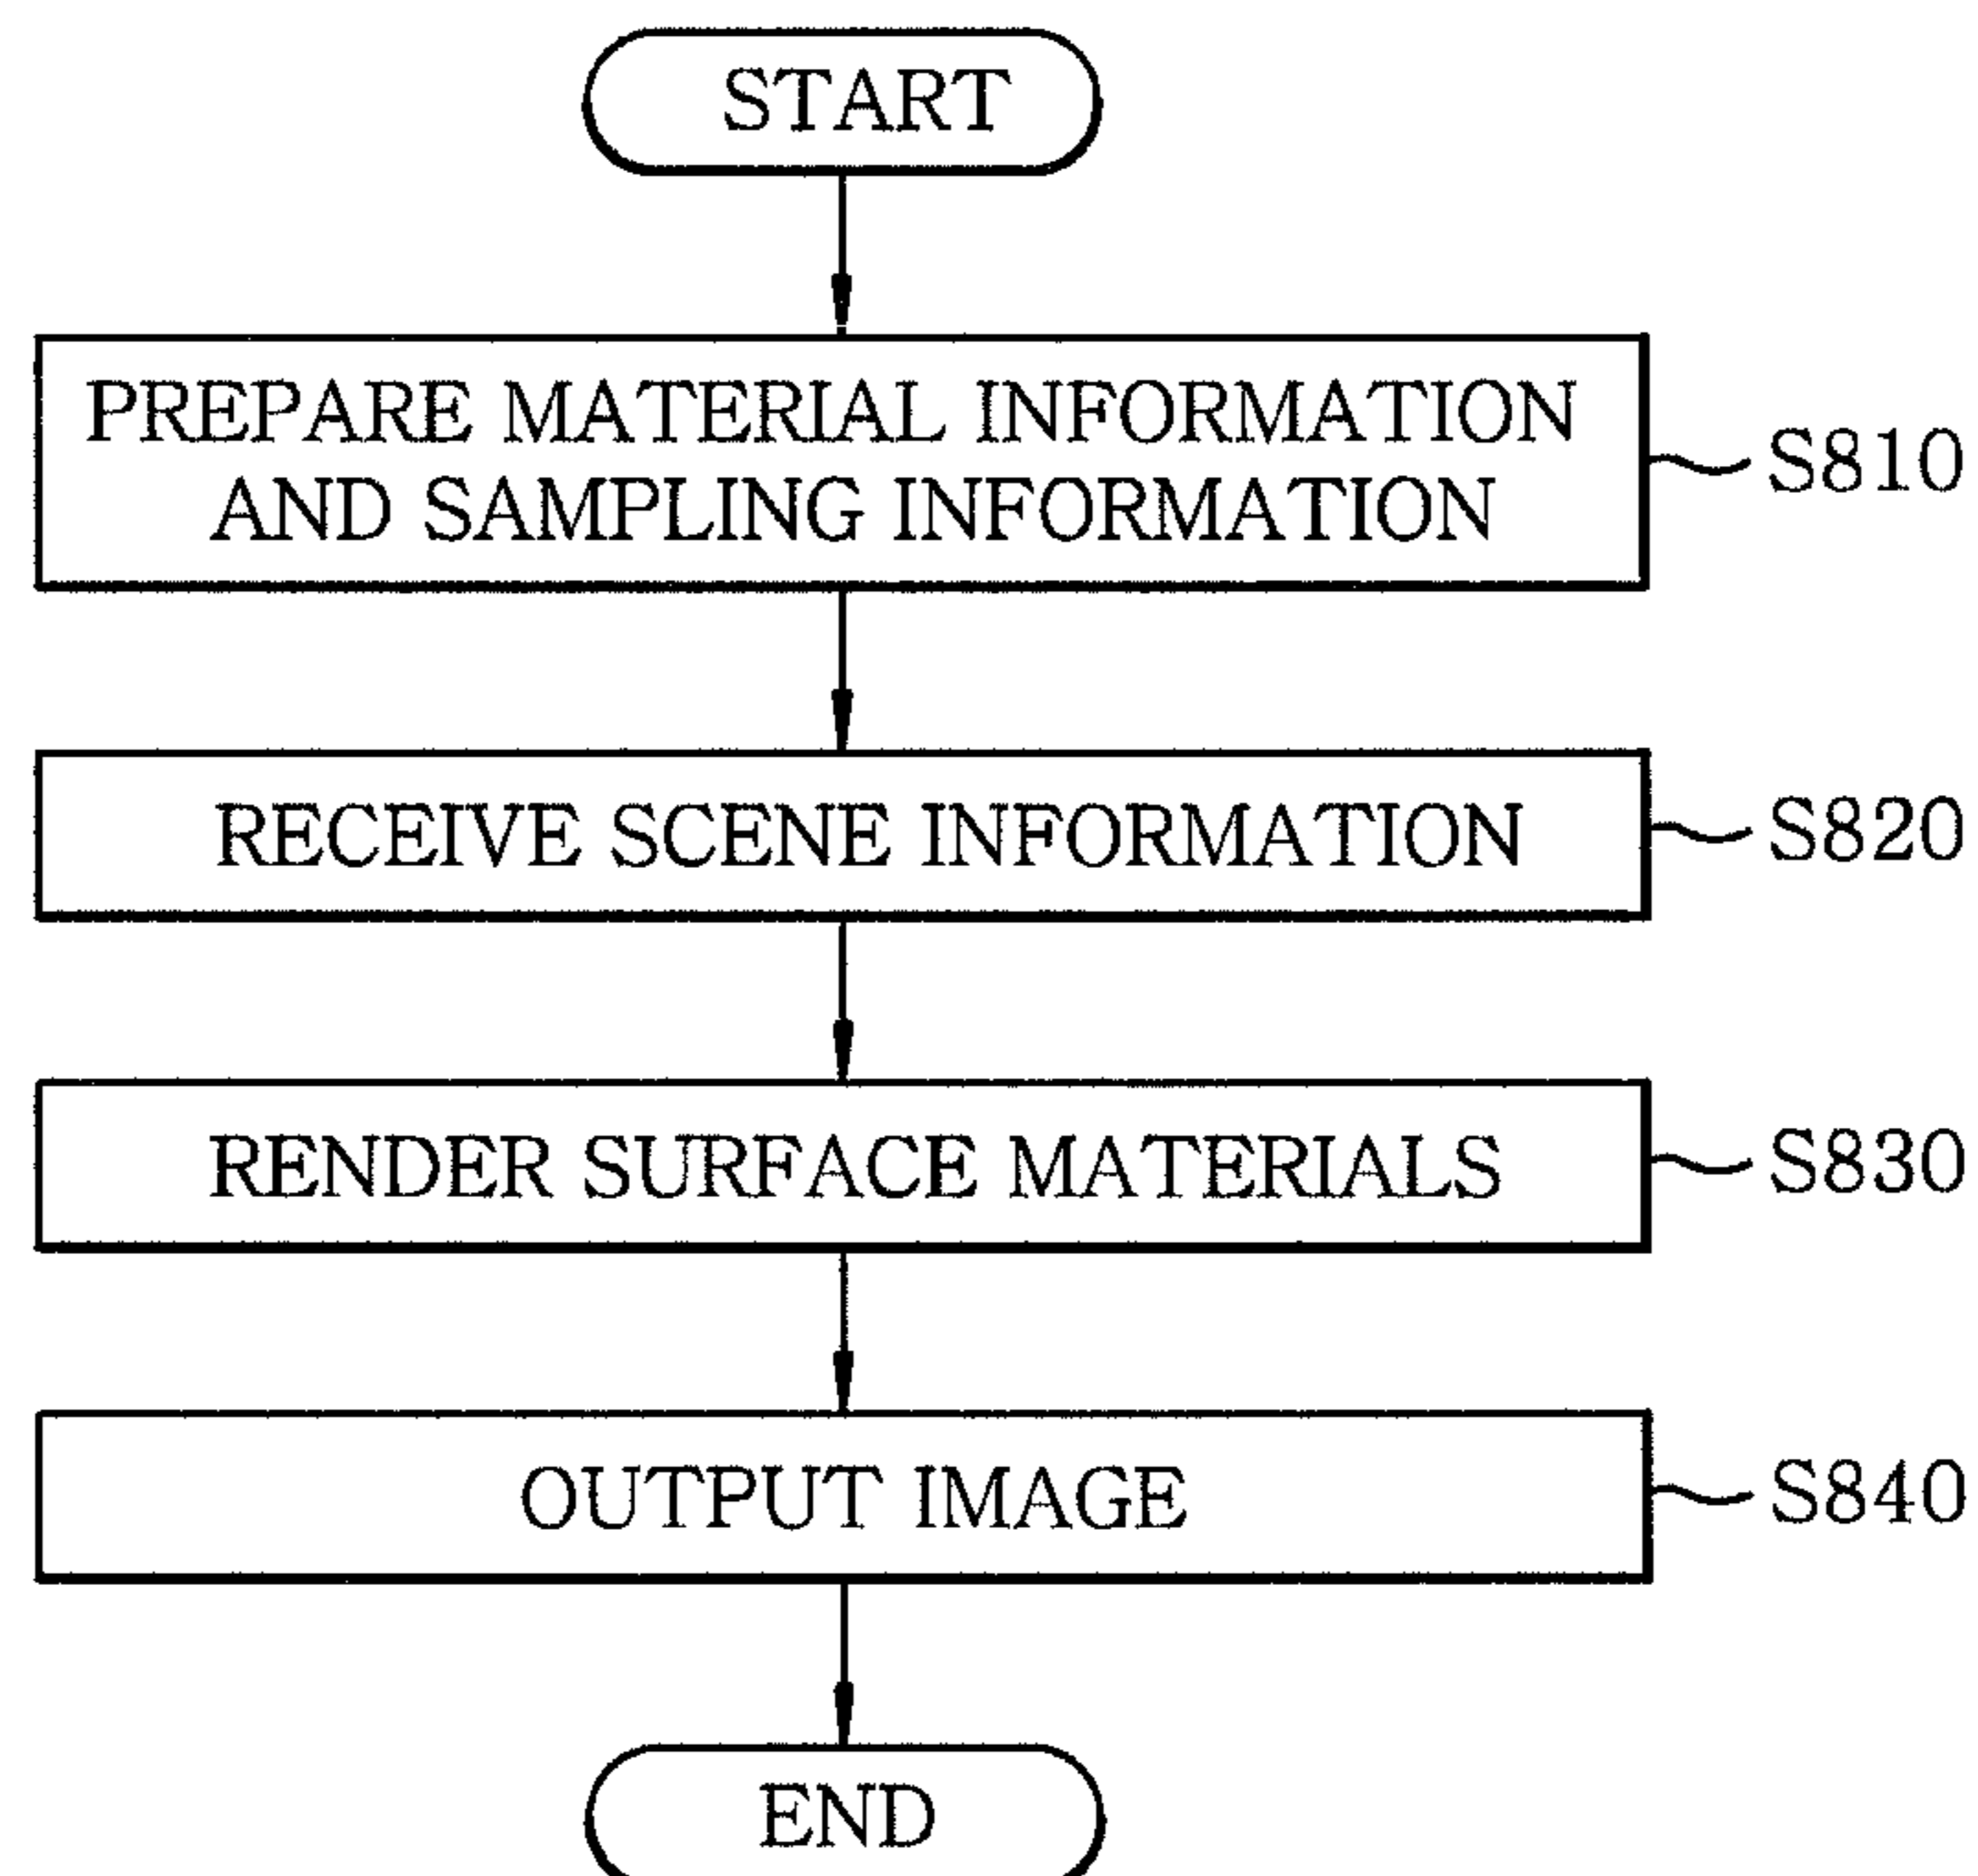 START
PREPARE MATERIAL INFORMATION
AND SAMPLING INFORMATION
S810
RECEIVE SCENE INFORMATION
S820
RENDER SURFACE MATERIALS
S830
OUTPUT IMAGE
S840
END